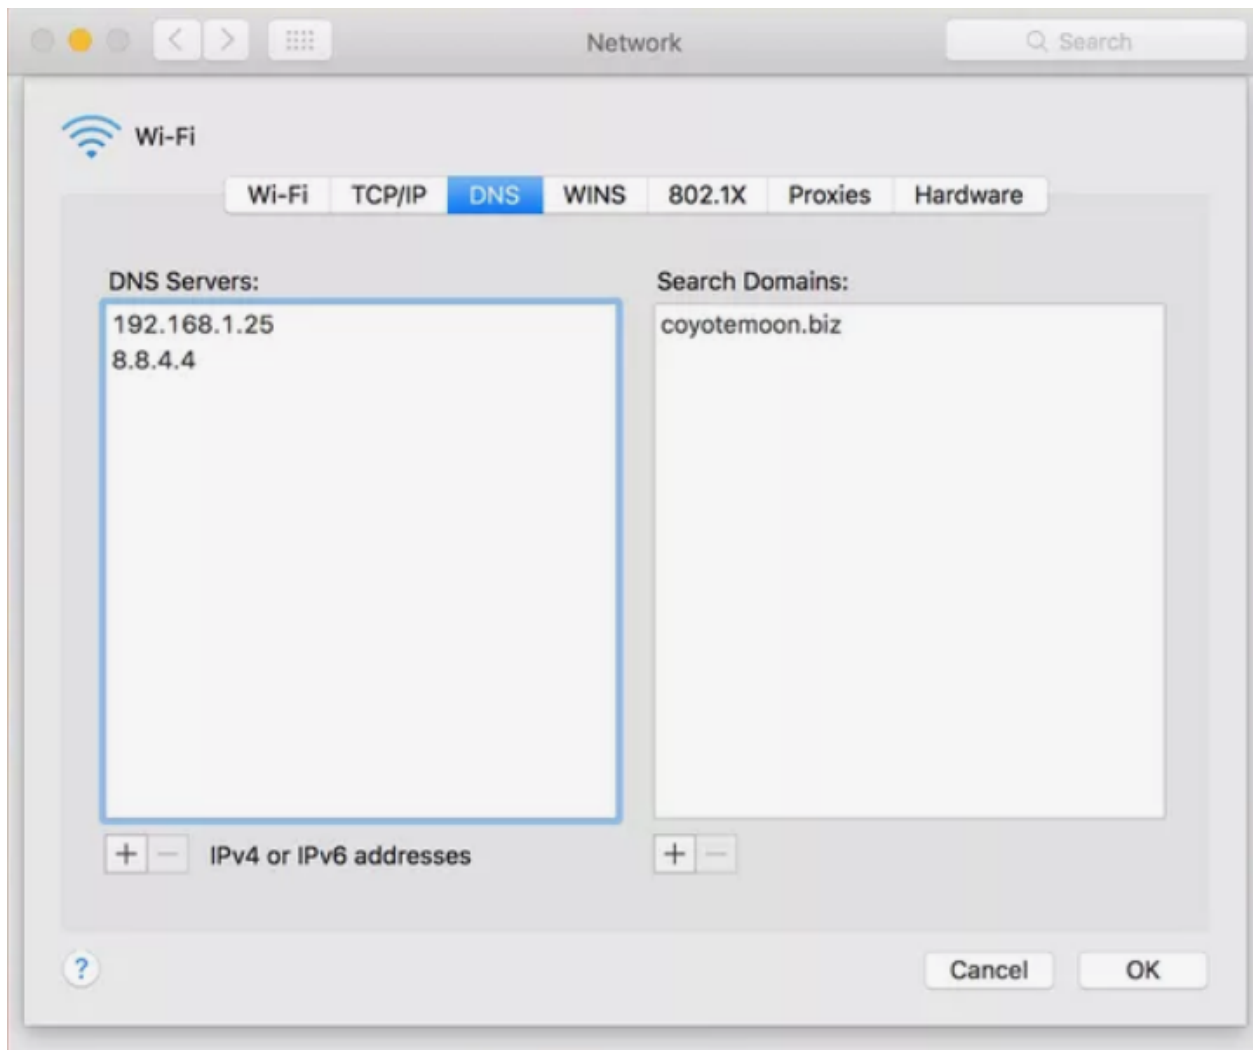 Network
Search
Wi-Fi
Wi-Fi TCP/IP DNS WINS 802.1X Proxies Hardware
DNS Servers:
192.168.1.25
8.8.4.4
Search Domains:
coyotemoon.biz
+ − IPv4 or IPv6 addresses
+ −
?
Cancel OK